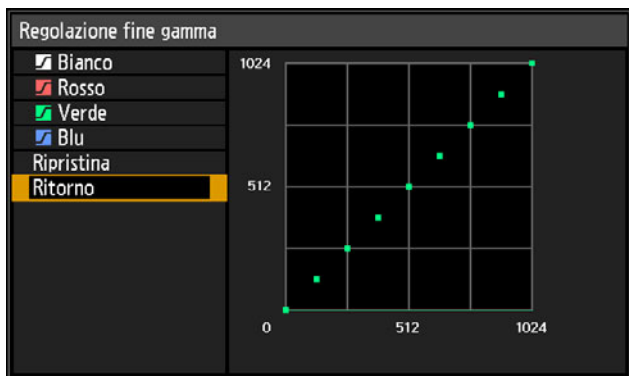 Regolazione fine gamma
Bianco
Rosso
Verde
Blu
Ripristina
Ritorno
1024
512
0
512
1024